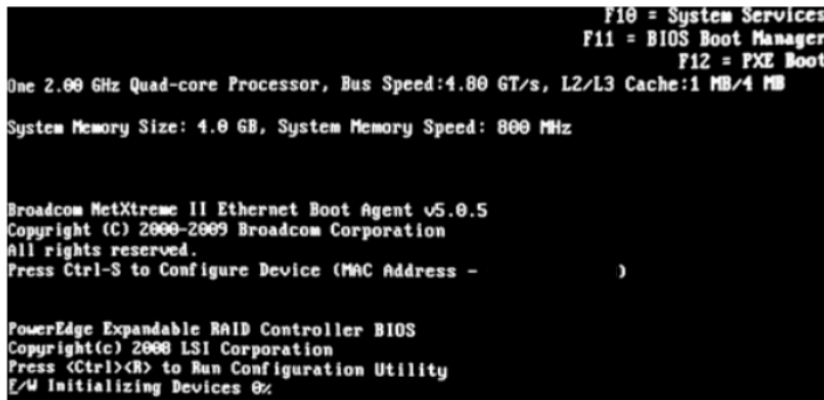 F10 = System Services
F11 = BIOS Boot Manager
F12 = PXE Boot
One 2.00 GHz Quad-core Processor, Bus Speed:4.80 GT/s, L2/L3 Cache:1 MB/4 MB
System Memory Size: 4.0 GB, System Memory Speed: 800 MHz
Broadcom NetXtreme II Ethernet Boot Agent v5.0.5
Copyright (C) 2000-2009 Broadcom Corporation
All rights reserved.
Press Ctrl-S to Configure Device (MAC Address - )
PowerEdge Expandable RAID Controller BIOS
Copyright(c) 2008 LSI Corporation
Press <Ctrl><R> to Run Configuration Utility
F/W Initializing Devices 0%